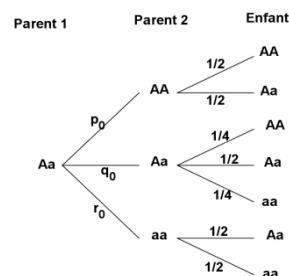 Parent 1 Parent 2 Enfant
1/2 AA
AA
1/2 Aa
p0
1/4 AA
Aa q0 Aa 1/2 Aa
1/4 aa
r0
aa 1/2 Aa
1/2 aa